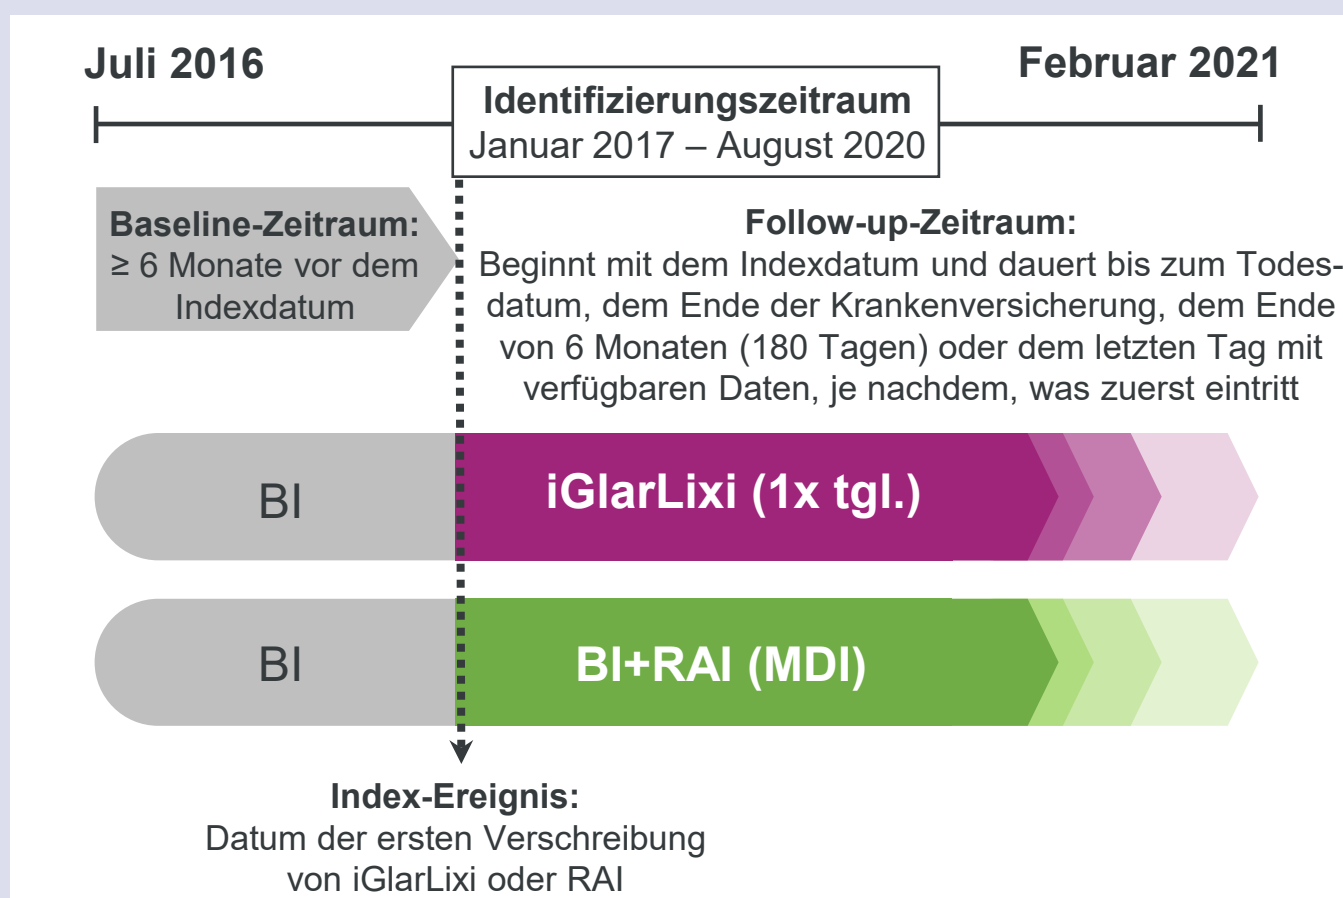 Juli 2016
Februar 2021
Identifizierungszeitraum
Januar 2017 – August 2020
Baseline-Zeitraum:
≥ 6 Monate vor dem
Indexdatum
Follow-up-Zeitraum:
Beginnt mit dem Indexdatum und dauert bis zum Todes-
datum, dem Ende der Krankenversicherung, dem Ende
von 6 Monaten (180 Tagen) oder dem letzten Tag mit
verfügbaren Daten, je nachdem, was zuerst eintritt
BI
iGlarLixi (1x tgl.)
BI
BI+RAI (MDI)
Index-Ereignis:
Datum der ersten Verschreibung
von iGlarLixi oder RAI